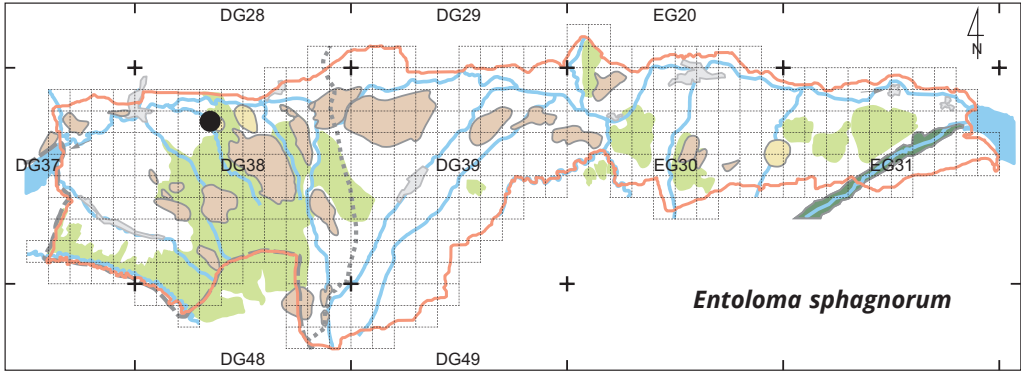 DG28 DG29 EG20
N
DG37 DG38 DG39 EG30 EG31
Entoloma sphagnorum
DG48 DG49